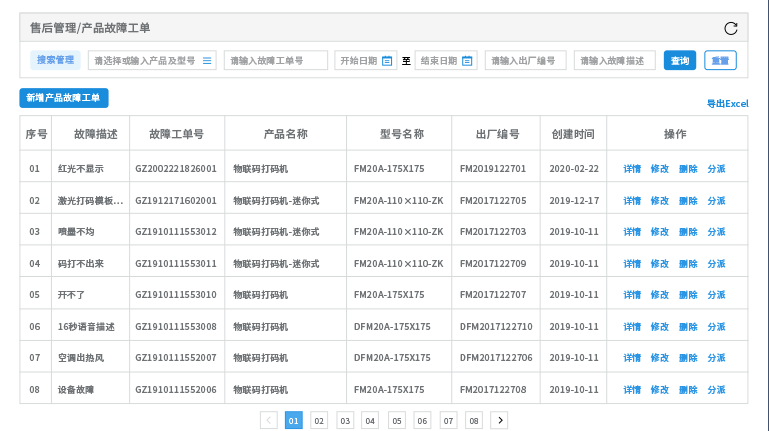 售后管理/产品故障工单
搜索管理 请选择或输入产品及型号 请输入故障工单号 开始日期 至 结束日期 请输入出厂编号 请输入故障描述 查询 重置
新增产品故障工单
导出Excel
序号 故障描述 故障工单号 产品名称 型号名称 出厂编号 创建时间 操作
01 红光不显示 GZ2002221826001 物联码打码机 FM20A-175X175 FM2019122701 2020-02-22 详情 修改 删除 分派
02 激光打码模板... GZ1912171602001 物联码打码机-迷你式 FM20A-110×110-ZK FM2017122705 2019-12-17 详情 修改 删除 分派
03 喷墨不均 GZ1910111553012 物联码打码机-迷你式 FM20A-110×110-ZK FM2017122703 2019-10-11 详情 修改 删除 分派
04 码打不出来 GZ1910111553011 物联码打码机-迷你式 FM20A-110×110-ZK FM2017122709 2019-10-11 详情 修改 删除 分派
05 开不了 GZ1910111553010 物联码打码机 FM20A-175X175 FM2017122707 2019-10-11 详情 修改 删除 分派
06 16秒语音描述 GZ1910111553008 物联码打码机 DFM20A-175X175 DFM2017122710 2019-10-11 详情 修改 删除 分派
07 空调出热风 GZ1910111552007 物联码打码机 DFM20A-175X175 DFM2017122706 2019-10-11 详情 修改 删除 分派
08 设备故障 GZ1910111552006 物联码打码机 FM20A-175X175 FM2017122708 2019-10-11 详情 修改 删除 分派
< 01 02 03 04 05 06 07 08 >